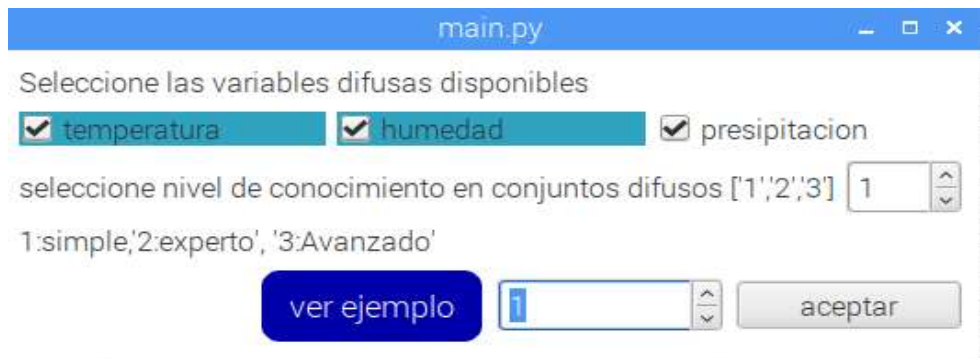 main.py
Seleccione las variables difusas disponibles
temperatura humedad presipitacion
seleccione nivel de conocimiento en conjuntos difusos ['1','2','3'] 1
1:simple,'2:experto', '3:Avanzado'
ver ejemplo 1 aceptar